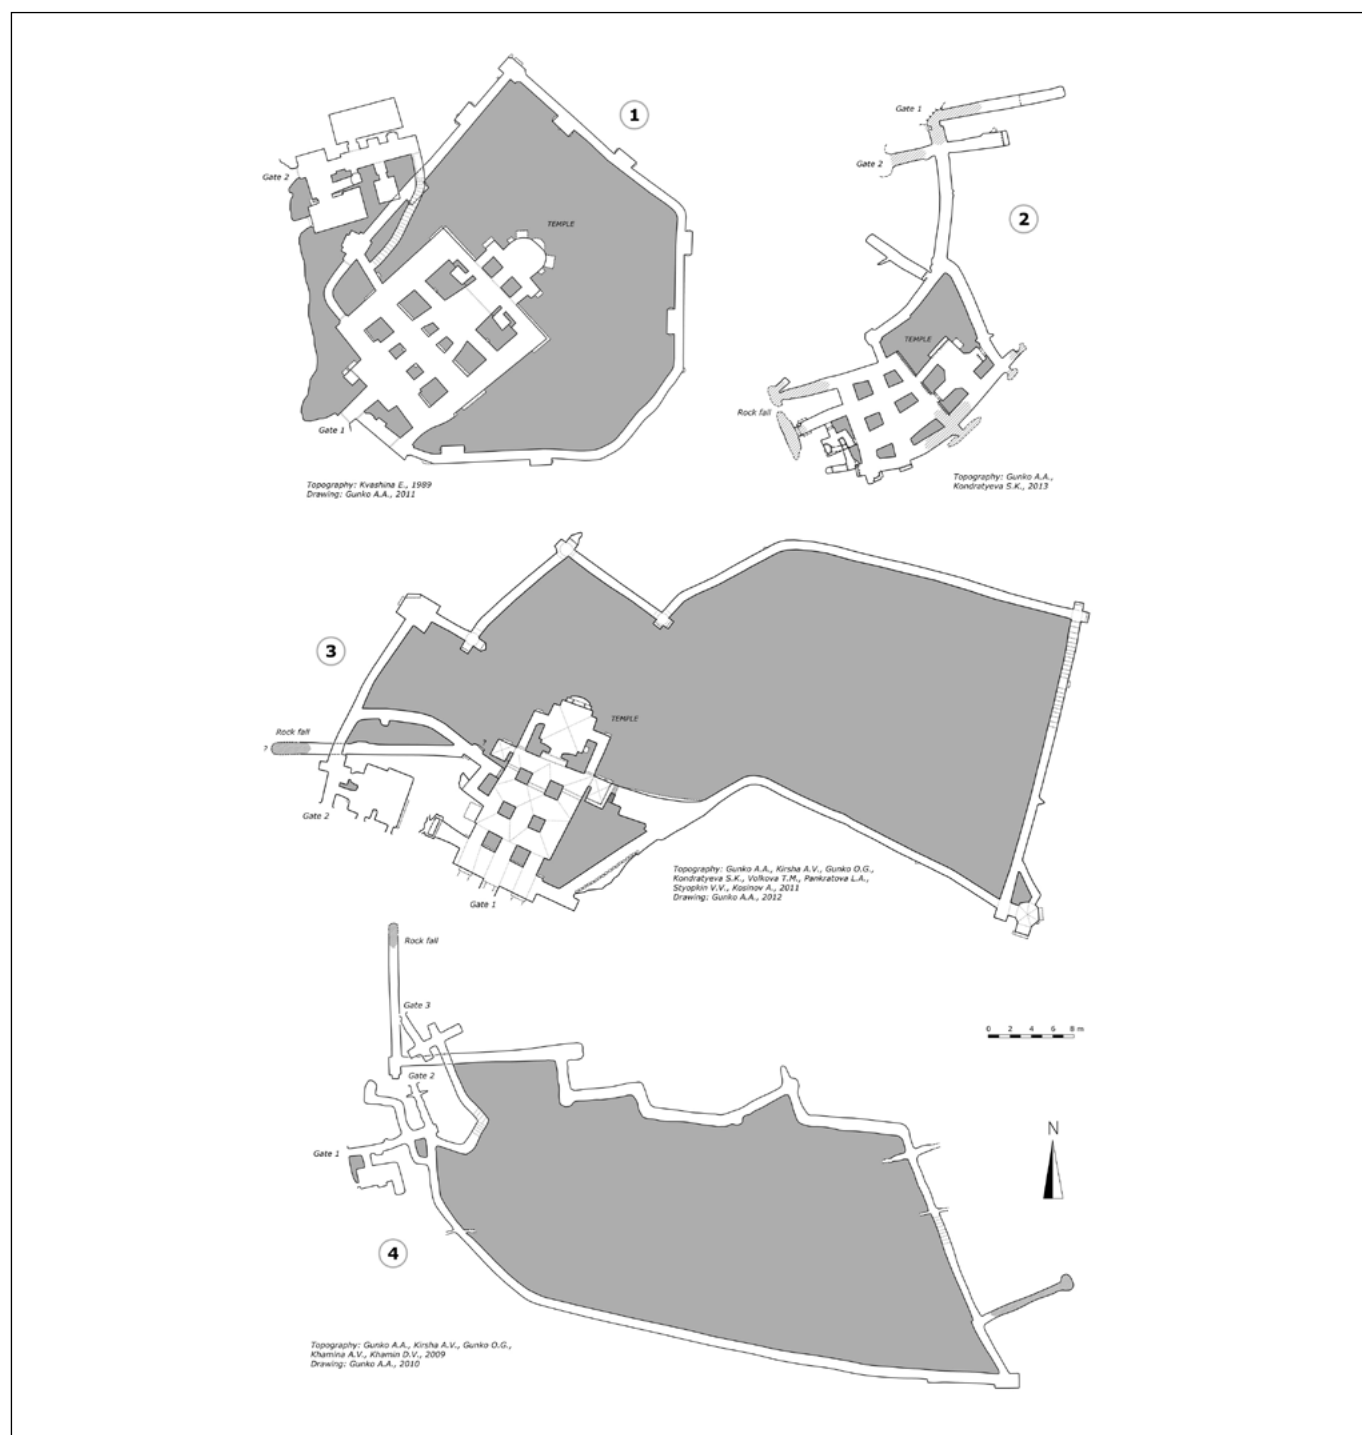 1
Gate 1
Gate 2
Gate 2
2
TEMPLE
TEMPLE
Rock fall
Gate 1
Topography: Kvashina E., 1989
Drawing: Gunko A.A., 2011
Topography: Gunko A.A.,
Kondratyeva S.K., 2013
3
TEMPLE
Rock fall
?
?
Gate 2
Topography: Gunko A.A., Kirsha A.V., Gunko O.G.,
Kondratyeva S.K., Volkova T.M., Pankratova L.A.,
Styopkin V.V., Kosinov A., 2011
Drawing: Gunko A.A., 2012
Gate 1
Rock fall
Gate 3
0 2 4 6 8 m
Gate 2
N
Gate 1
4
Topography: Gunko A.A., Kirsha A.V., Gunko O.G.,
Khamina A.V., Khamin D.V., 2009
Drawing: Gunko A.A., 2010